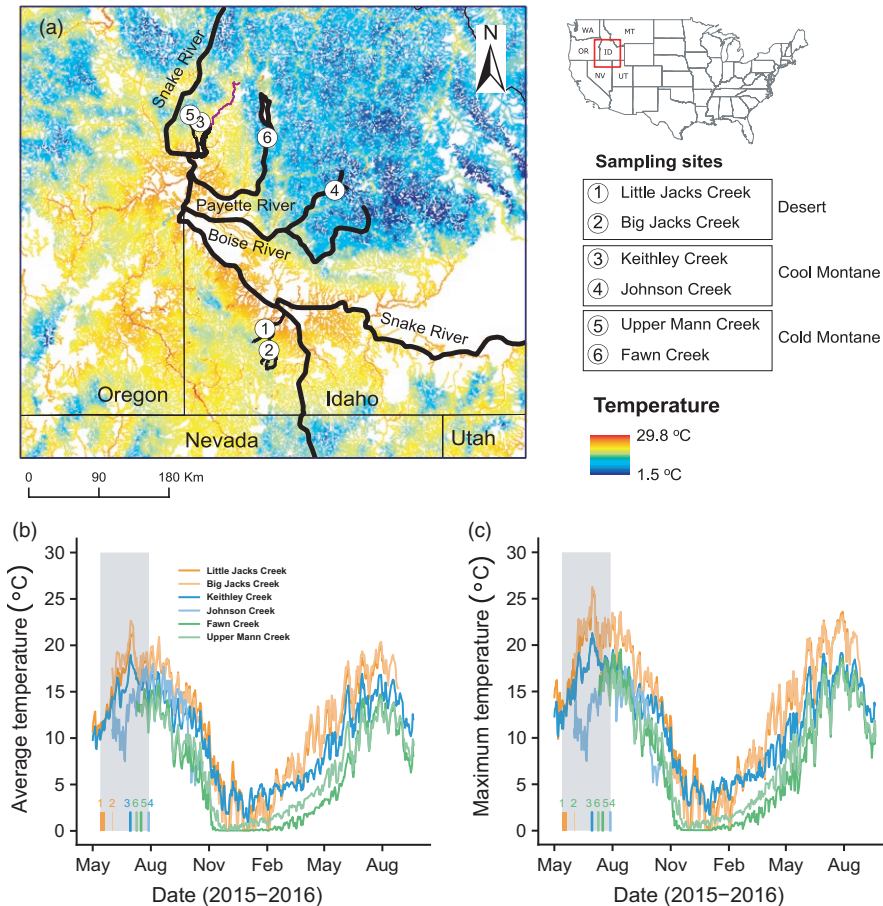 (a)
Snake River
N
5
3
6
4
Payette River
Boise River
Snake River
1
2
Oregon
Idaho
Nevada
Utah
0 90 180 Km
WA
MT
OR
ID
NV
UT
Sampling sites
1 Little Jacks Creek
2 Big Jacks Creek
Desert
3 Keithley Creek
4 Johnson Creek
Cool Montane
5 Upper Mann Creek
6 Fawn Creek
Cold Montane
Temperature
29.8 ºC
1.5 ºC
(b)
Average temperature (°C)
30
25
20
15
10
5
0
Little Jacks Creek
Big Jacks Creek
Keithley Creek
Johnson Creek
Fawn Creek
Upper Mann Creek
1 2 3 6 5 4
May Aug Nov Feb May Aug
Date (2015−2016)
(c)
Maximum temperature (°C)
30
25
20
15
10
5
0
1 2 3 6 5 4
May Aug Nov Feb May Aug
Date (2015−2016)